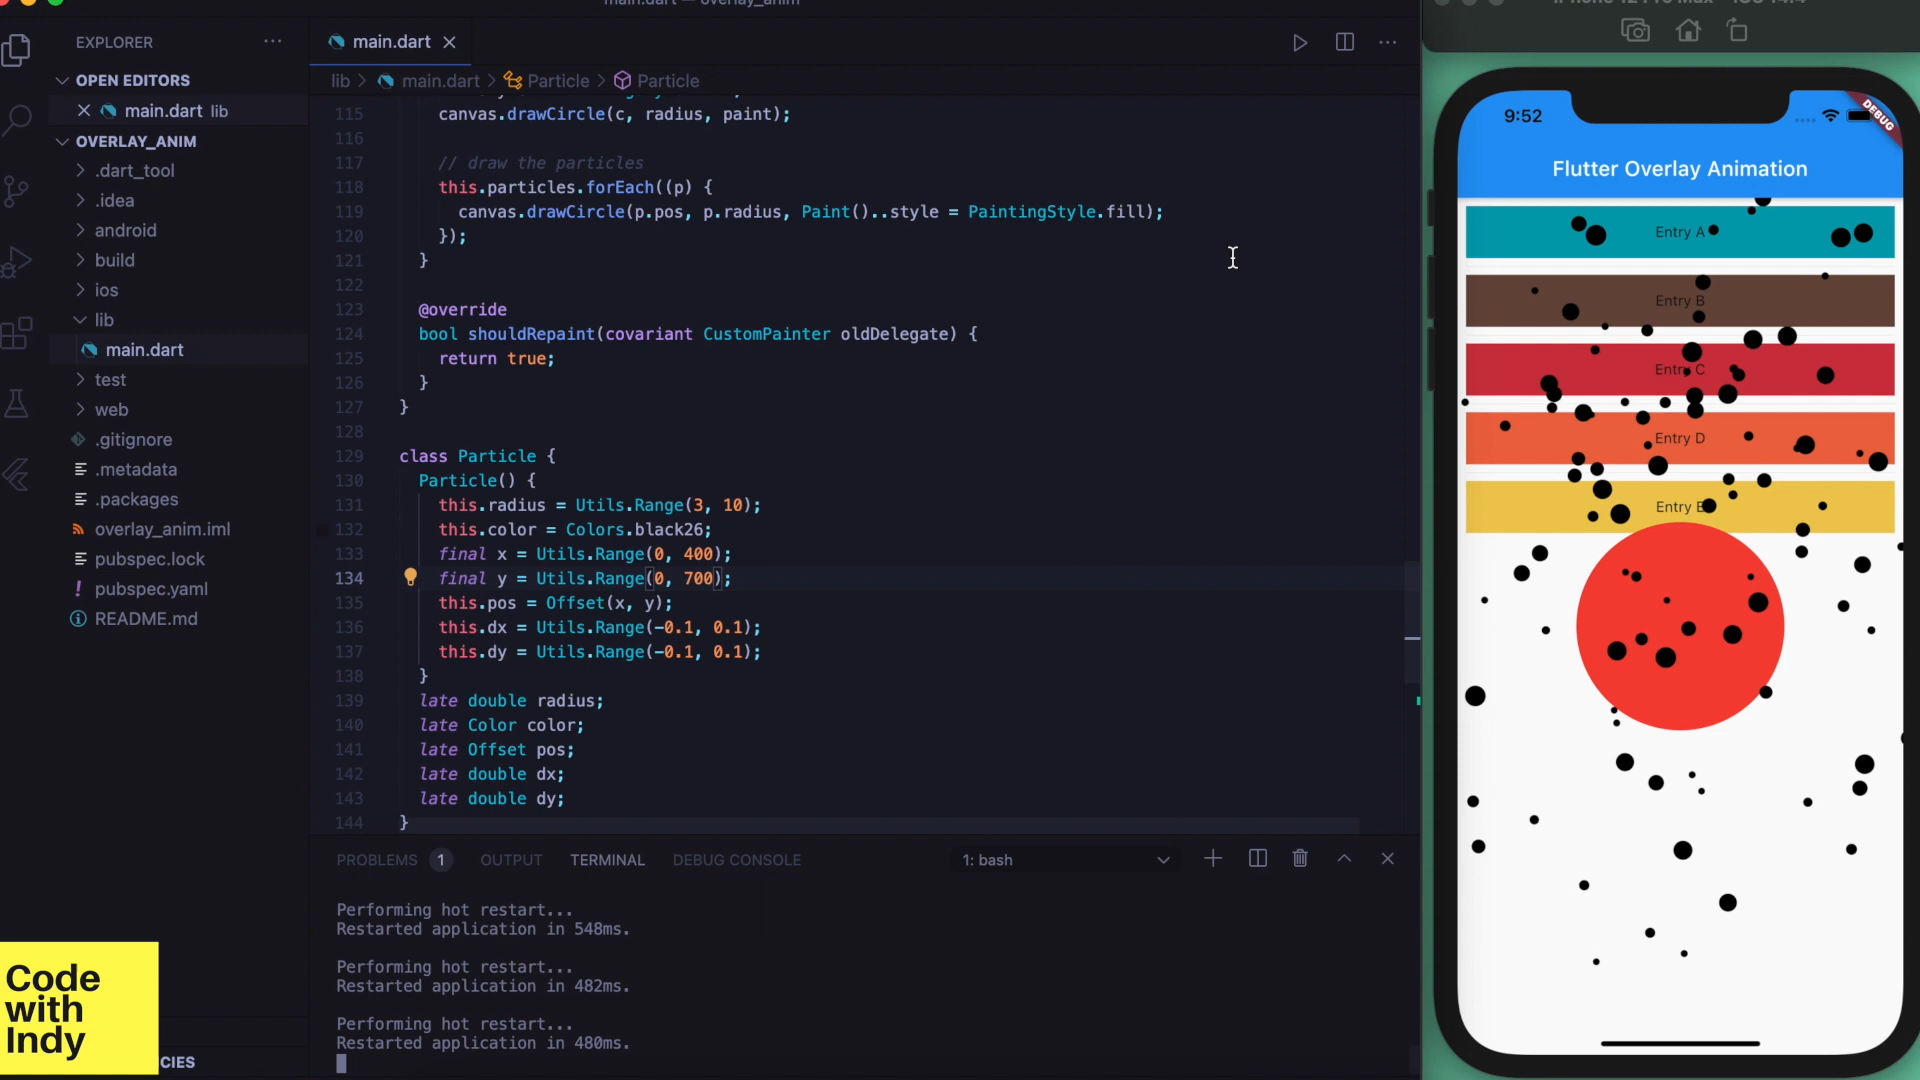 main.dart — overlay_anim
EXPLORER
OPEN EDITORS
main.dart lib
OVERLAY_ANIM
.dart_tool
.idea
android
build
ios
lib
main.dart
test
web
.gitignore
.metadata
.packages
overlay_anim.iml
pubspec.lock
pubspec.yaml
README.md
CIES
Code
with
Indy
main.dart
lib > main.dart > Particle > Particle
115 canvas.drawCircle(c, radius, paint);
116
117 // draw the particles
118 this.particles.forEach((p) {
119 canvas.drawCircle(p.pos, p.radius, Paint()..style = PaintingStyle.fill);
120 });
121 }
122
123 @override
124 bool shouldRepaint(covariant CustomPainter oldDelegate) {
125 return true;
126 }
127 }
128
129 class Particle {
130 Particle() {
131 this.radius = Utils.Range(3, 10);
132 this.color = Colors.black26;
133 final x = Utils.Range(0, 400);
134 final y = Utils.Range(0, 700);
135 this.pos = Offset(x, y);
136 this.dx = Utils.Range(-0.1, 0.1);
137 this.dy = Utils.Range(-0.1, 0.1);
138 }
139 late double radius;
140 late Color color;
141 late Offset pos;
142 late double dx;
143 late double dy;
144 }
PROBLEMS 1 OUTPUT TERMINAL DEBUG CONSOLE 1: bash
Performing hot restart...
Restarted application in 548ms.
Performing hot restart...
Restarted application in 482ms.
Performing hot restart...
Restarted application in 480ms.
9:52
DEBUG
Flutter Overlay Animation
Entry A
Entry B
Entry C
Entry D
Entry E